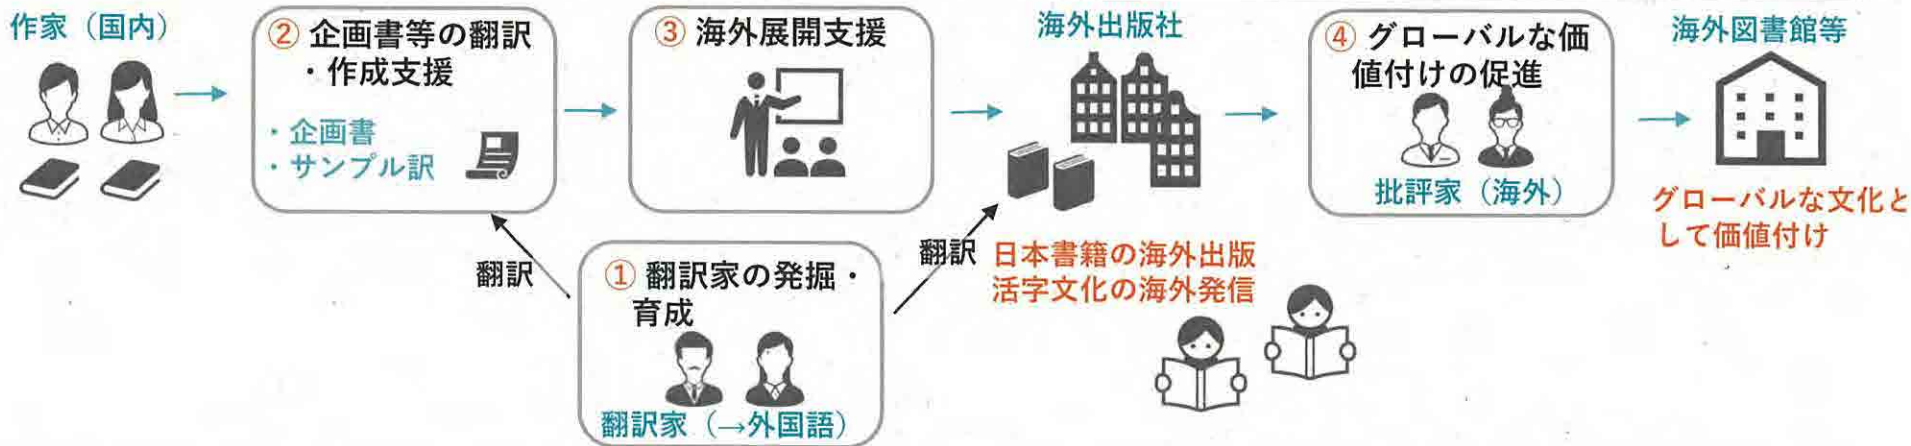 作家（国内）
② 企画書等の翻訳
・作成支援
・企画書
・サンプル訳
③ 海外展開支援
海外出版社
④ グローバルな価
値付けの促進
批評家（海外）
海外図書館等
グローバルな文化と
して価値付け
翻訳
① 翻訳家の発掘・
育成
翻訳家（→外国語）
翻訳
日本書籍の海外出版
活字文化の海外発信